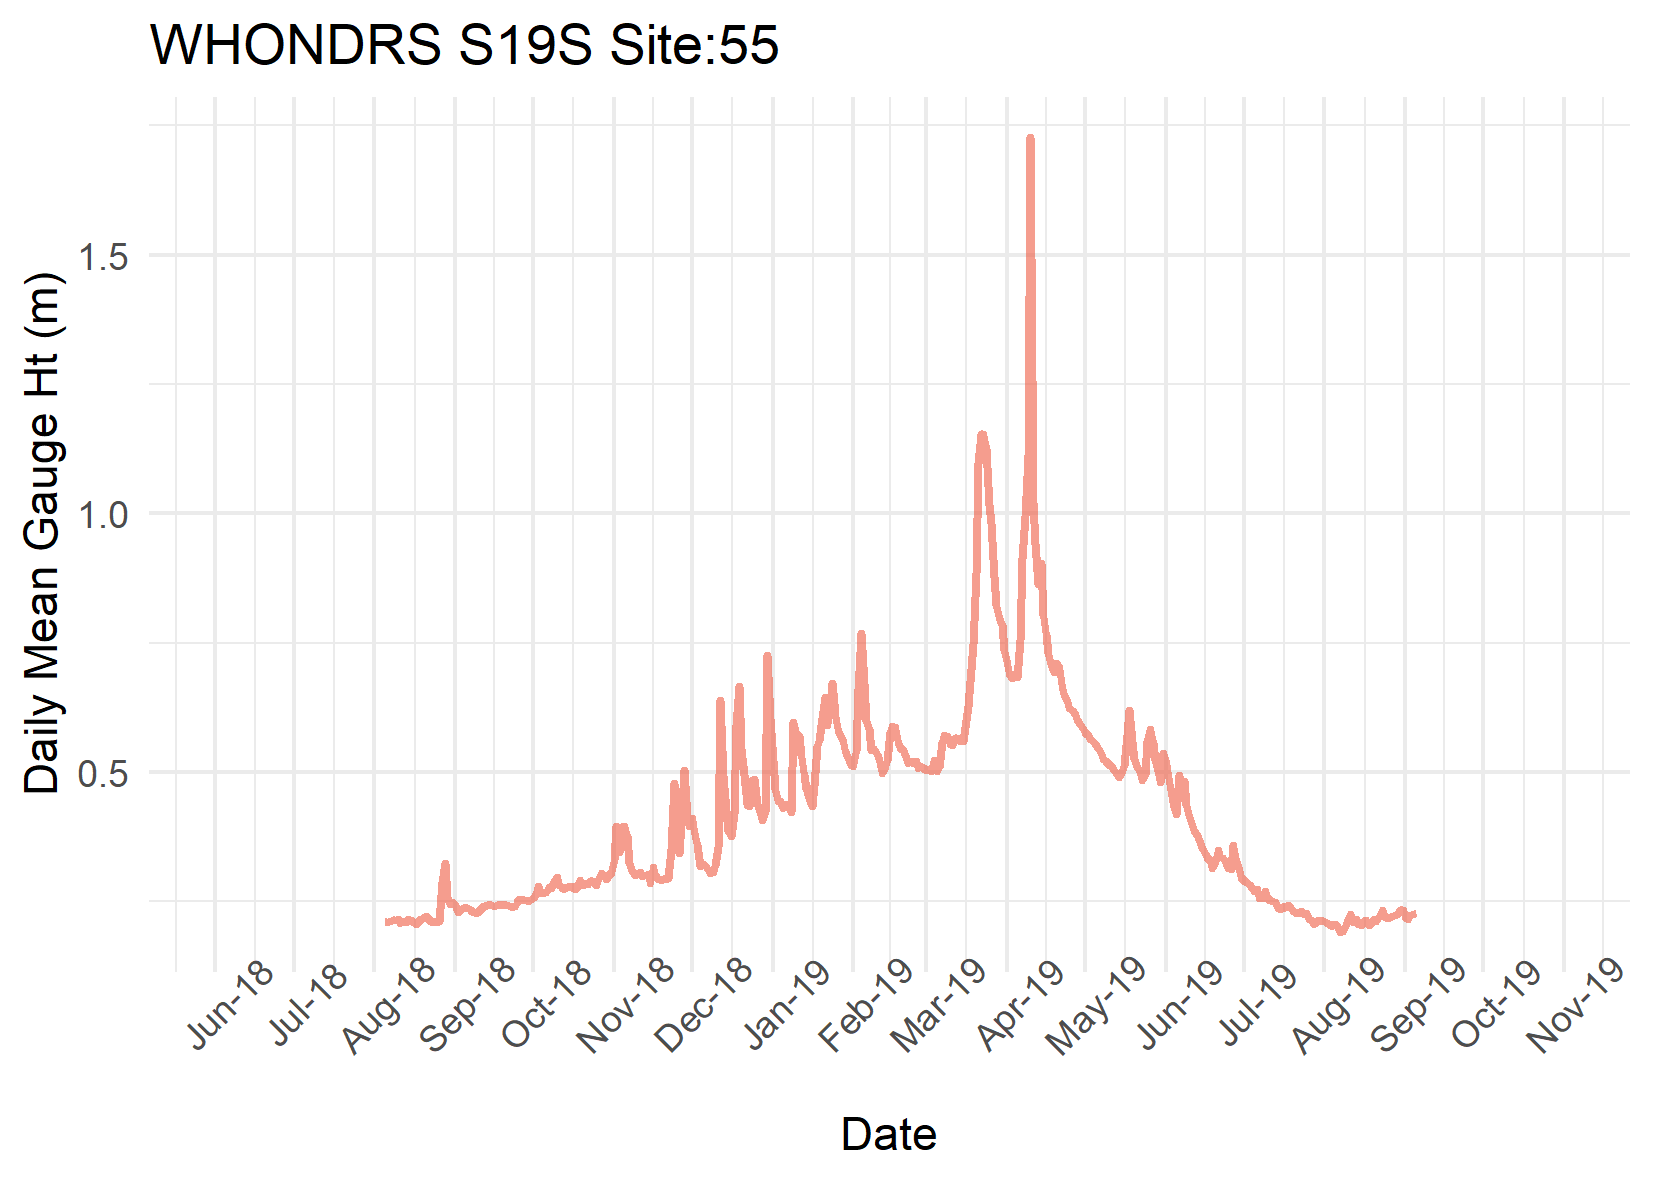 WHONDRS S19S Site:55
Daily Mean Gauge Ht (m)
1.5
1.0
0.5
Jun-18
Jul-18
Aug-18
Sep-18
Oct-18
Nov-18
Dec-18
Jan-19
Feb-19
Mar-19
Apr-19
May-19
Jun-19
Jul-19
Aug-19
Sep-19
Oct-19
Nov-19
Date